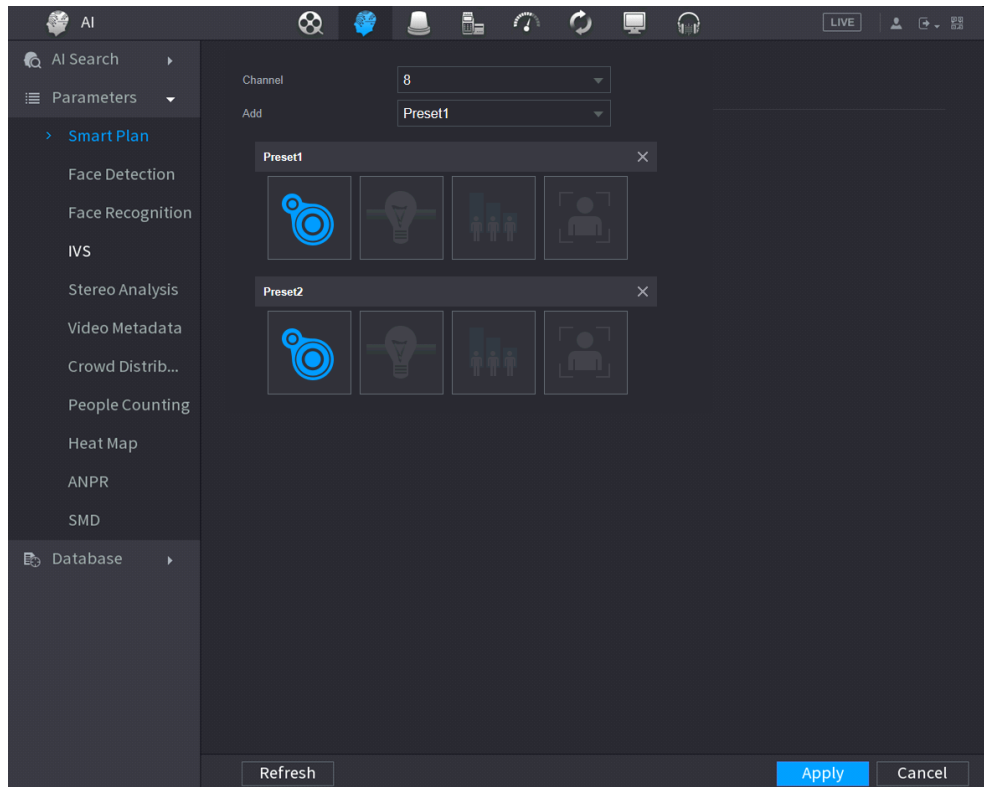 AI
LIVE
AI Search
Parameters
Smart Plan
Face Detection
Face Recognition
IVS
Stereo Analysis
Video Metadata
Crowd Distrib...
People Counting
Heat Map
ANPR
SMD
Database
Channel 8
Add Preset1
Preset1
Preset2
Refresh Apply Cancel